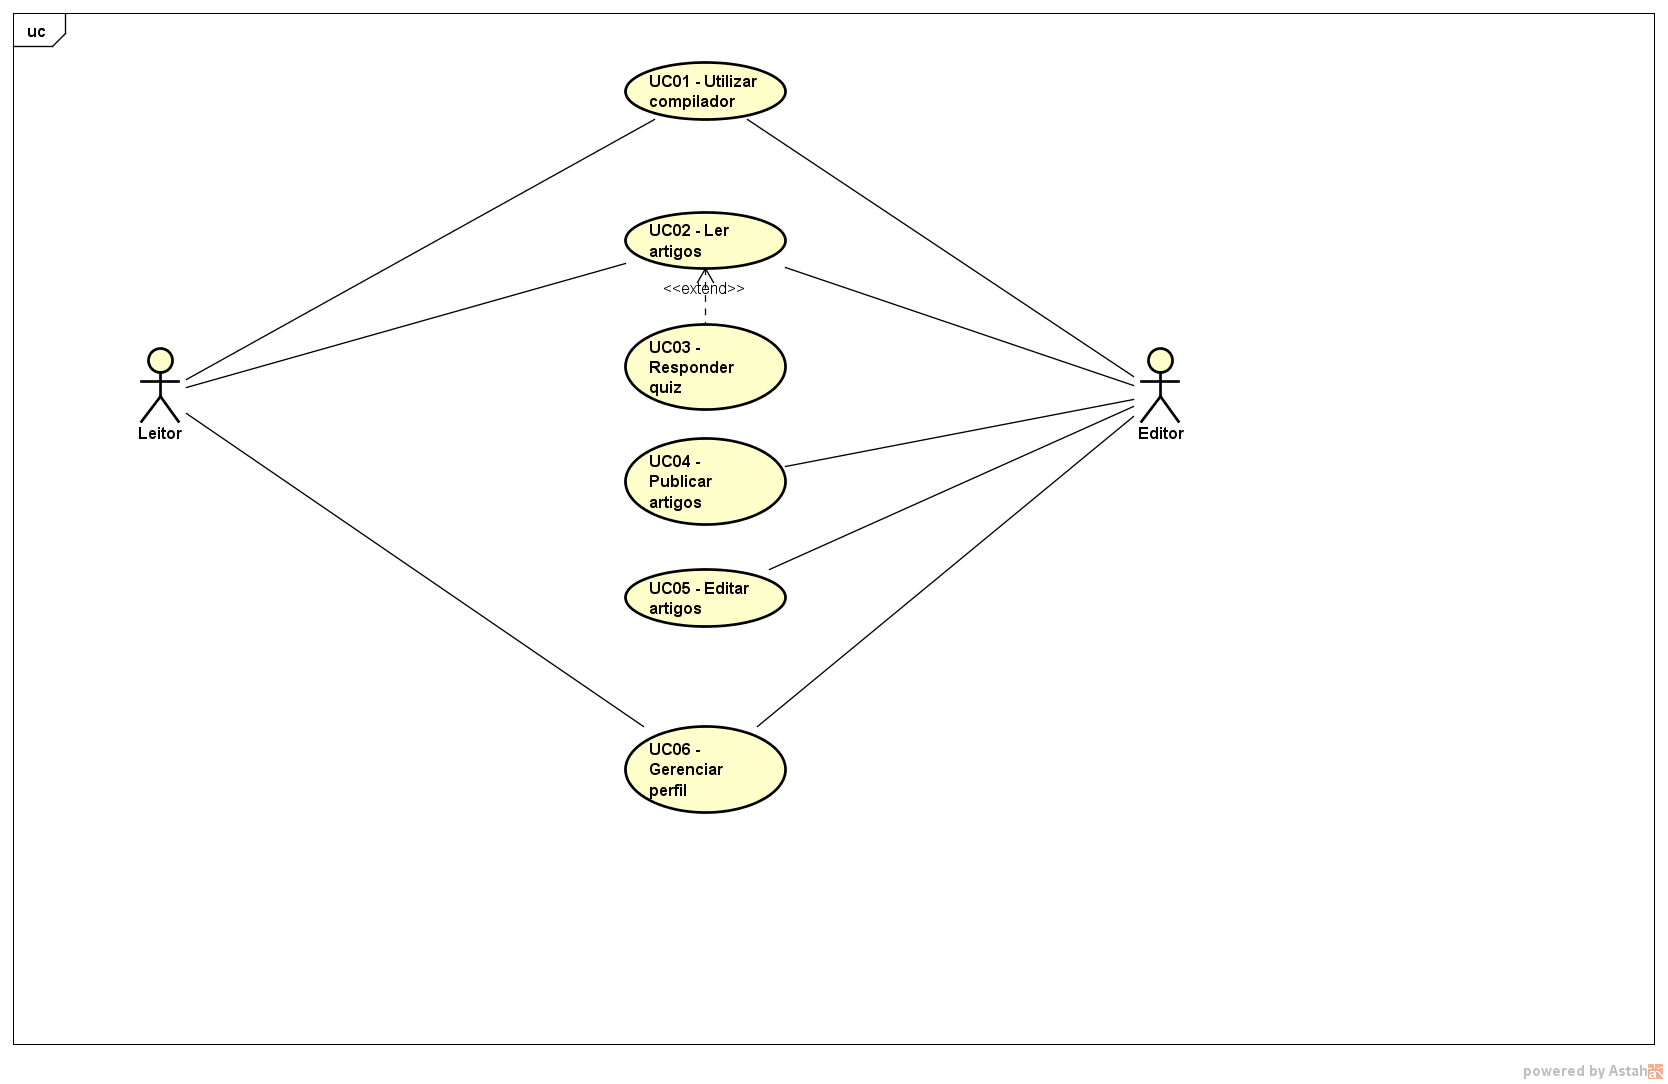 uc
UC01 - Utilizar
compilador
UC02 - Ler
artigos
<<extend>>
UC03 -
Responder
quiz
Leitor
Editor
UC04 -
Publicar
artigos
UC05 - Editar
artigos
UC06 -
Gerenciar
perfil
powered by Astah